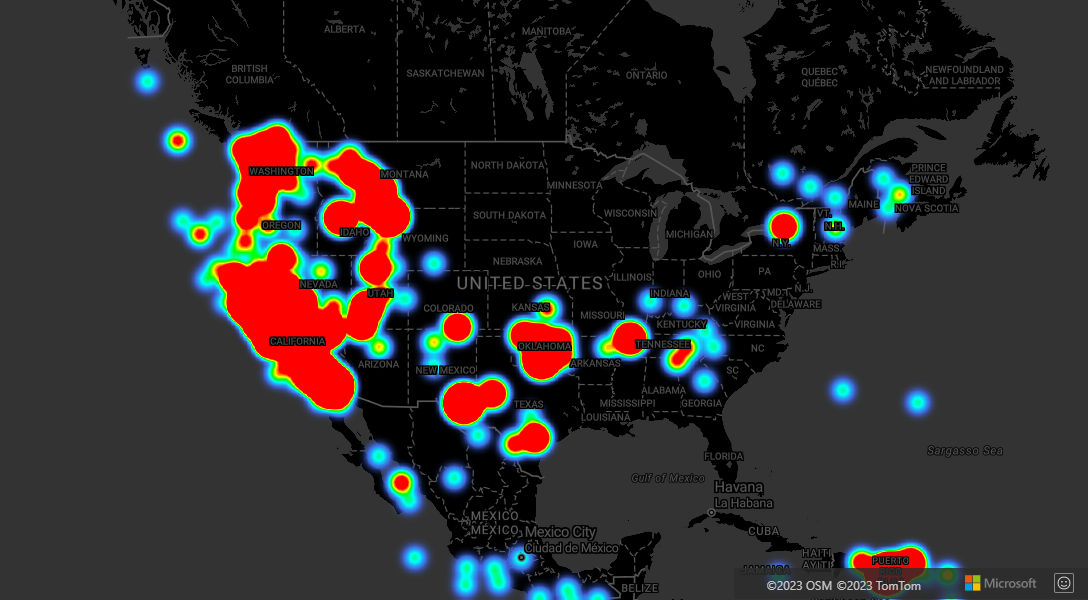 ALBERTA
MANITOBA
BRITISH
COLUMBIA
SASKATCHEWAN
ONTARIO
QUEBEC
QUÉBEC
NEWFOUNDLAND
AND LABRADOR
WASHINGTON
MONTANA
NORTH DAKOTA
MINNESOTA
PRINCE
EDWARD
ISLAND
MAINE
NOVA SCOTIA
OREGON
IDAHO
SOUTH DAKOTA
WISCONSIN
MICHIGAN
VT.
N.H.
N.Y.
MASS.
R.I.
WYOMING
IOWA
NEBRASKA
NEVADA
UTAH
UNITED STATES
ILLINOIS
INDIANA
OHIO
PA
N.J.
MD.
DELAWARE
COLORADO
KANSAS
MISSOURI
WEST
VIRGINIA
KENTUCKY
VIRGINIA
CALIFORNIA
ARIZONA
NEW MEXICO
OKLAHOMA
ARKANSAS
TENNESSEE
NC
SC
TEXAS
ALABAMA
MISSISSIPPI
GEORGIA
LOUISIANA
FLORIDA
Sargasso Sea
Gulf of Mexico
Havana
La Habana
MEXICO
MÉXICO
Mexico City
Ciudad de México
CUBA
HAITI
AYITI
JAMAICA
PUERTO
BELIZE
©2023 OSM ©2023 TomTom
Microsoft